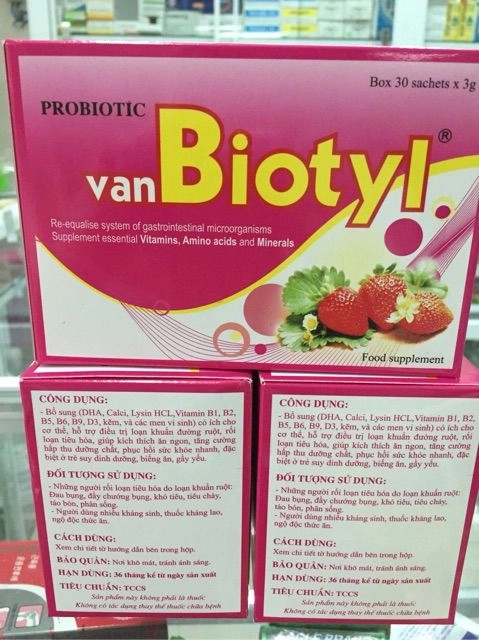 Box 30 sachets x 3g
PROBIOTIC
van Biotyl®
Re-equalise system of gastrointestinal microorganisms
Supplement essential Vitamins, Amino acids and Minerals
Food supplement
CÔNG DỤNG:
- Bổ sung (DHA, Calci, Lysin HCL,Vitamin B1, B2,
B5, B6, B9, D3, kẽm, và các men vi sinh) có ích cho
cơ thể, hỗ trợ điều trị loạn khuẩn đường ruột, rối
loạn tiêu hóa, giúp kích thích ăn ngon, tăng cường
hấp thu dưỡng chất, phục hồi sức khỏe nhanh, đặc
biệt ở trẻ suy dinh dưỡng, biếng ăn, gầy yếu.
ĐỐI TƯỢNG SỬ DỤNG:
- Những người rối loạn tiêu hóa do loạn khuẩn ruột:
Đau bụng, đầy chướng bụng, khó tiêu, tiêu chảy,
táo bón, phân sống.
- Người dùng nhiều kháng sinh, thuốc kháng lao,
ngộ độc thức ăn.
CÁCH DÙNG:
Xem chi tiết tờ hướng dẫn bên trong hộp.
BẢO QUẢN: Nơi khô mát, tránh ánh sáng.
HẠN DÙNG: 36 tháng kể từ ngày sản xuất
TIÊU CHUẨN: TCCS
Sản phẩm này không phải là thuốc
Không có tác dụng thay thế thuốc chữa bệnh
CÔNG DỤNG:
- Bổ sung (DHA, Calci, Lysin HCL,Vitamin B1, B2,
B5, B6, B9, D3, kẽm, và các men vi sinh) có ích cho
cơ thể, hỗ trợ điều trị loạn khuẩn đường ruột, rối
loạn tiêu hóa, giúp kích thích ăn ngon, tăng cường
hấp thu dưỡng chất, phục hồi sức khỏe nhanh, đặc
biệt ở trẻ suy dinh dưỡng, biếng ăn, gầy yếu.
ĐỐI TƯỢNG SỬ DỤNG:
- Những người rối loạn tiêu hóa do loạn khuẩn ruột:
Đau bụng, đầy chướng bụng, khó tiêu, tiêu chảy,
táo bón, phân sống.
- Người dùng nhiều kháng sinh, thuốc kháng lao,
ngộ độc thức ăn.
CÁCH DÙNG:
Xem chi tiết tờ hướng dẫn bên trong hộp.
BẢO QUẢN: Nơi khô mát, tránh ánh sáng.
HẠN DÙNG: 36 tháng kể từ ngày sản xuất
TIÊU CHUẨN: TCCS
Sản phẩm này không phải là thuốc
Không có tác dụng thay thế thuốc chữa bệnh